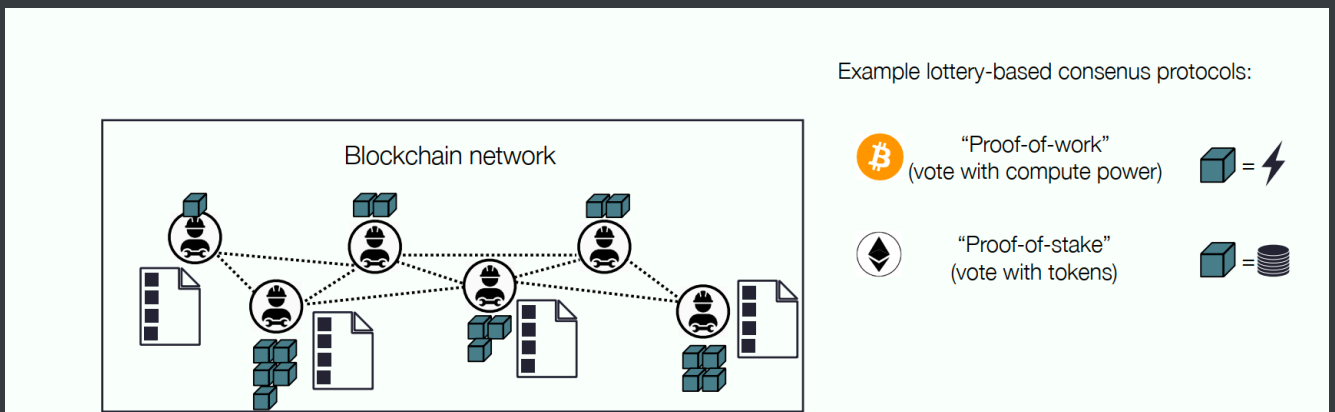 Example lottery-based consenus protocols:
Blockchain network
“Proof-of-work”
(vote with compute power)
=
“Proof-of-stake”
(vote with tokens)
=